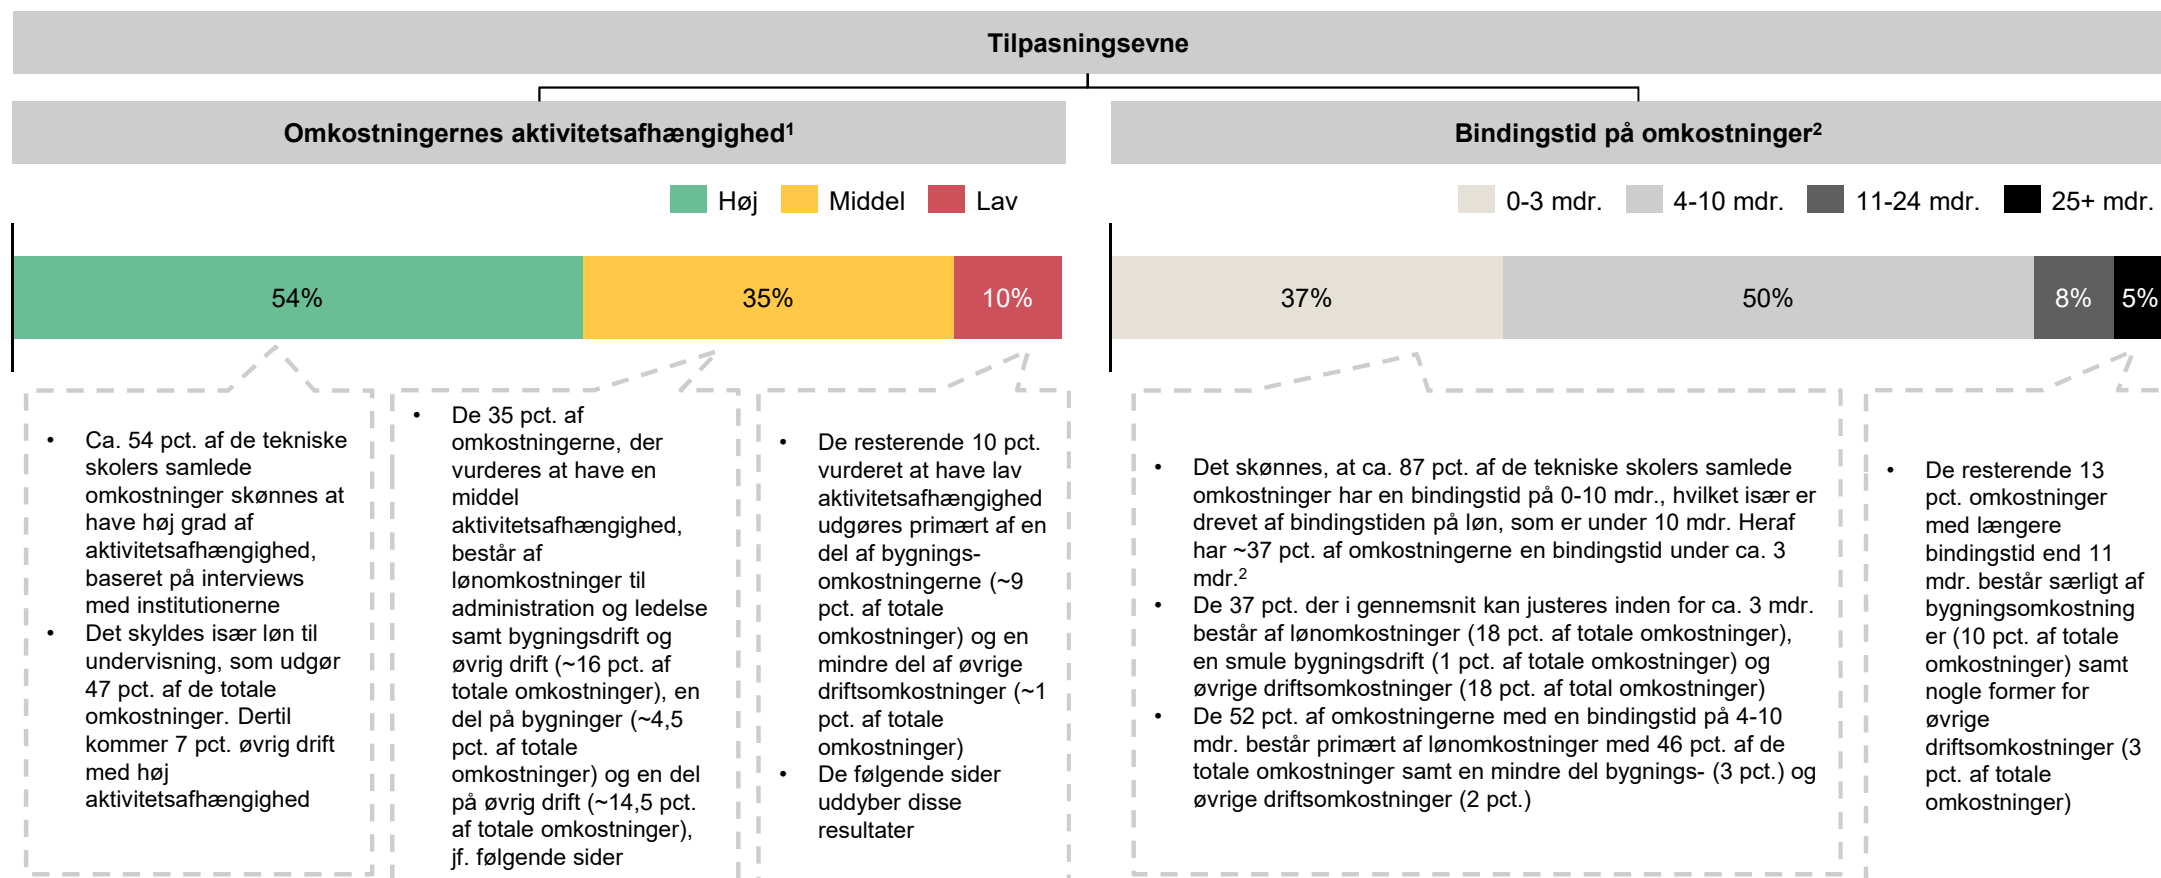 Tilpasningsevne
Omkostningernes aktivitetsafhængighed¹
Høj
Middel
Lav
54%
35%
10%
• Ca. 54 pct. af de tekniske
skolers samlede
omkostninger skønnes at
have høj grad af
aktivitetsafhængighed,
baseret på interviews
med institutionerne
• Det skyldes især løn til
undervisning, som udgør
47 pct. af de totale
omkostninger. Dertil
kommer 7 pct. øvrig drift
med høj
aktivitetsafhængighed
• De 35 pct. af
omkostningerne, der
vurderes at have en
middel
aktivitetsafhængighed,
består af
lønomkostninger til
administration og ledelse
samt bygningsdrift og
øvrig drift (~16 pct. af
totale omkostninger), en
del på bygninger (~4,5
pct. af totale
omkostninger) og en del
på øvrig drift (~14,5 pct.
af totale omkostninger),
jf. følgende sider
• De resterende 10 pct.
vurderet at have lav
aktivitetsafhængighed
udgøres primært af en
del af bygnings-
omkostningerne (~9
pct. af totale
omkostninger) og en
mindre del af øvrige
driftsomkostninger (~1
pct. af totale
omkostninger)
• De følgende sider
uddyber disse
resultater
Bindingstid på omkostninger²
0-3 mdr.
4-10 mdr.
11-24 mdr.
25+ mdr.
37%
50%
8%
5%
• Det skønnes, at ca. 87 pct. af de tekniske skolers samlede
omkostninger har en bindingstid på 0-10 mdr., hvilket især er
drevet af bindingstiden på løn, som er under 10 mdr. Heraf
har ~37 pct. af omkostningerne en bindingstid under ca. 3
mdr.²
• De 37 pct. der i gennemsnit kan justeres inden for ca. 3 mdr.
består af lønomkostninger (18 pct. af totale omkostninger),
en smule bygningsdrift (1 pct. af totale omkostninger) og
øvrige driftsomkostninger (18 pct. af total omkostninger)
• De 52 pct. af omkostningerne med en bindingstid på 4-10
mdr. består primært af lønomkostninger med 46 pct. af de
totale omkostninger samt en mindre del bygnings- (3 pct.) og
øvrige driftsomkostninger (2 pct.)
• De resterende 13
pct. omkostninger
med længere
bindingstid end 11
mdr. består særligt af
bygningsomkostning
er (10 pct. af totale
omkostninger) samt
nogle former for
øvrige
driftsomkostninger (3
pct. af totale
omkostninger)